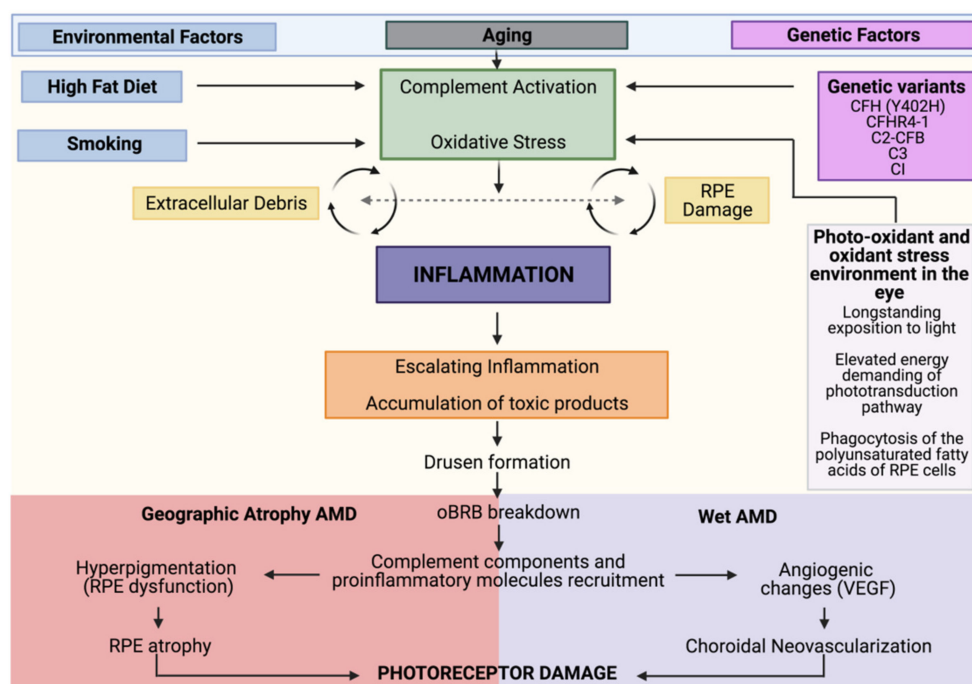 Environmental Factors
Aging
Genetic Factors
High Fat Diet
Smoking
Complement Activation
Oxidative Stress
Genetic variants
CFH (Y402H)
CFHR4-1
C2-CFB
C3
CI
Extracellular Debris
RPE
Damage
Photo-oxidant and
oxidant stress
environment in the
eye
Longstanding
exposition to light
Elevated energy
demanding of
phototransduction
pathway
Phagocytosis of the
polyunsaturated fatty
acids of RPE cells
INFLAMMATION
Escalating Inflammation
Accumulation of toxic products
Drusen formation
Geographic Atrophy AMD
oBRB breakdown
Wet AMD
Hyperpigmentation
(RPE dysfunction)
Complement components and
proinflammatory molecules recruitment
Angiogenic
changes (VEGF)
RPE atrophy
Choroidal Neovascularization
PHOTORECEPTOR DAMAGE